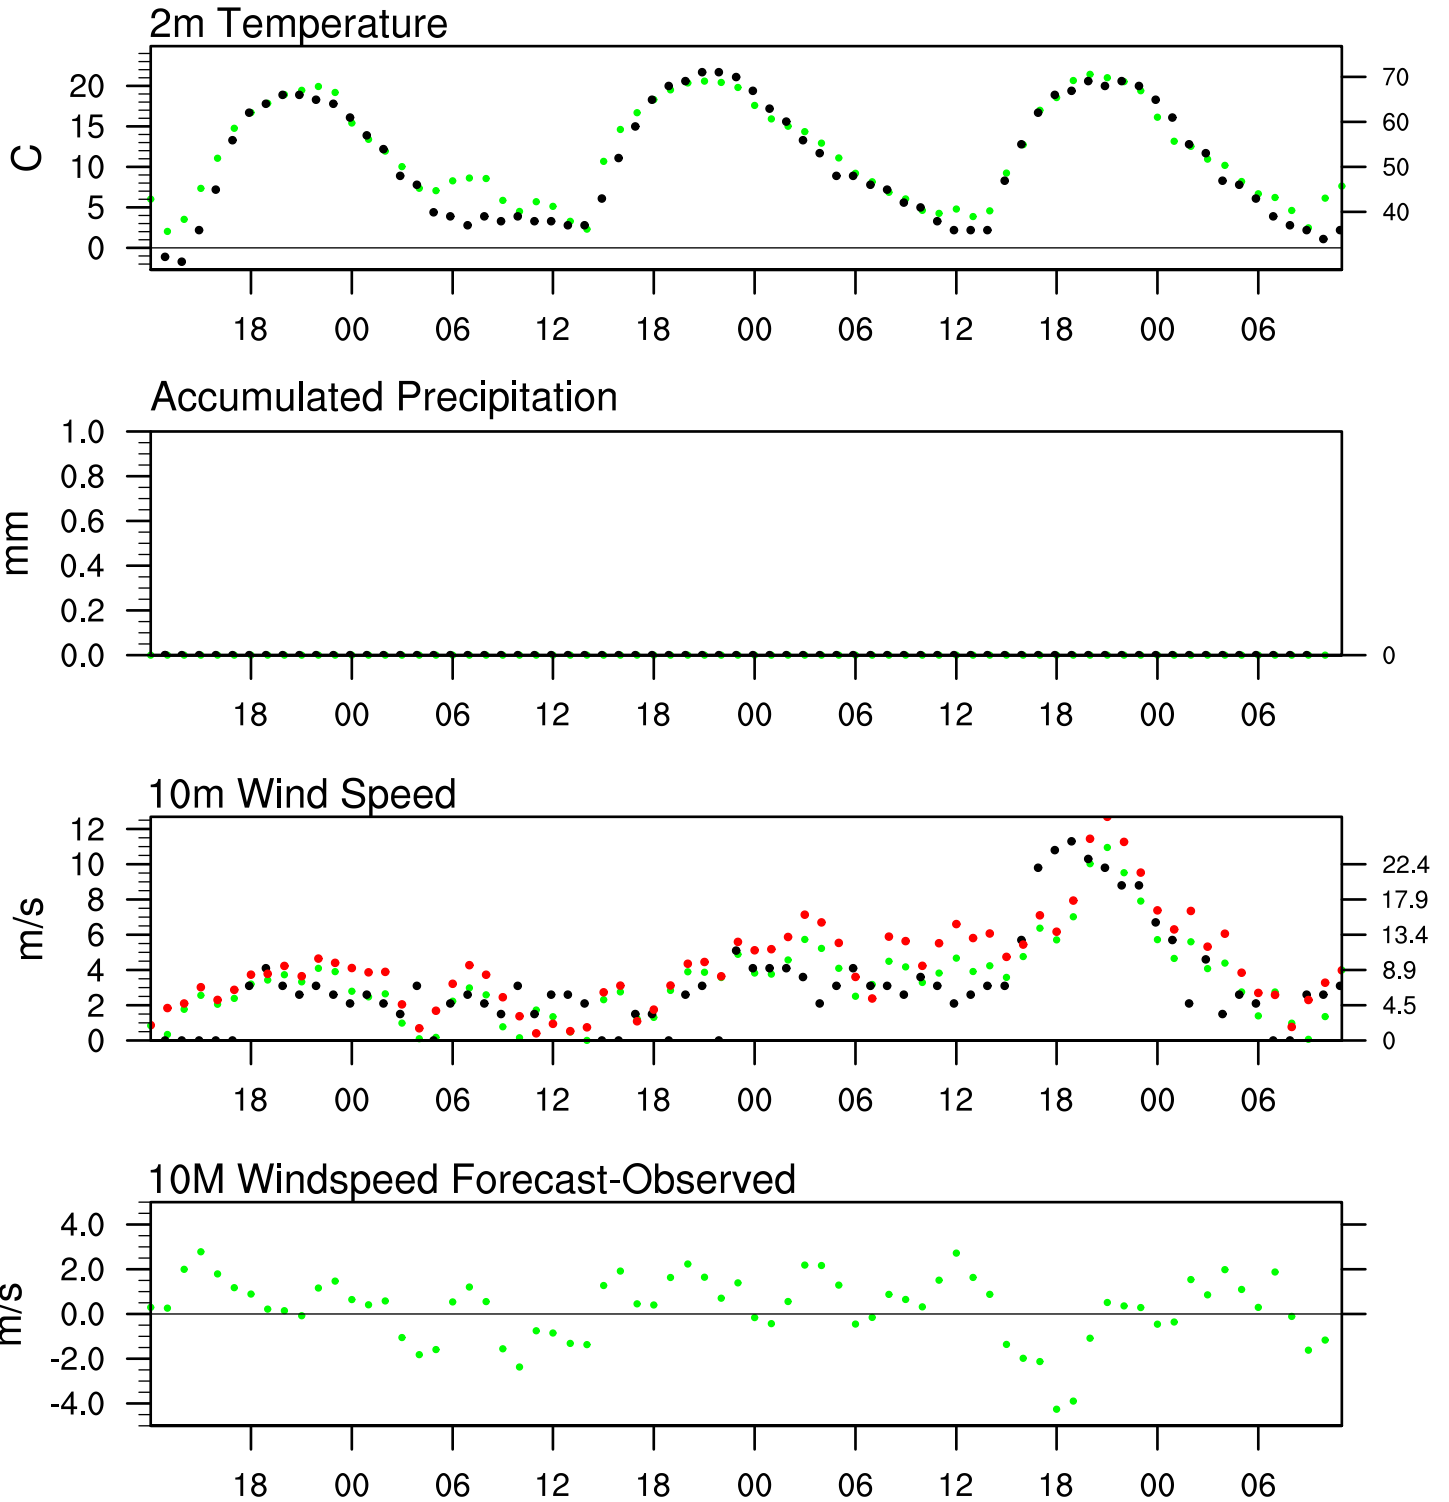 2m Temperature
20
15
10
5
0
C
70
60
50
40
18 00 06 12 18 00 06 12 18 00 06
Accumulated Precipitation
1.0
0.8
0.6
0.4
0.2
0.0
mm
0
18 00 06 12 18 00 06 12 18 00 06
10m Wind Speed
12
10
8
6
4
2
0
m/s
22.4
17.9
13.4
8.9
4.5
0
18 00 06 12 18 00 06 12 18 00 06
10M Windspeed Forecast-Observed
4.0
2.0
0.0
-2.0
-4.0
m/s
18 00 06 12 18 00 06 12 18 00 06